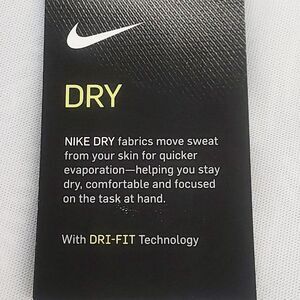 DRY
NIKE DRY fabrics move sweat
from your skin for quicker
evaporation—helping you stay
dry, comfortable and focused
on the task at hand.
With DRI-FIT Technology